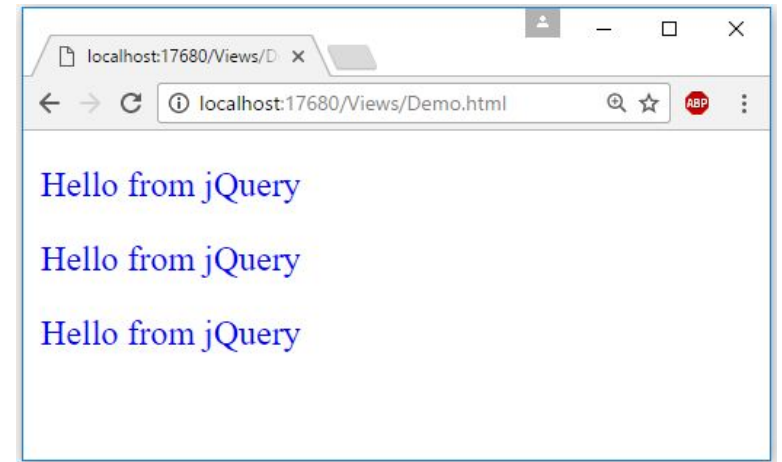 localhost:17680/Views/D
localhost:17680/Views/Demo.html
ABP
Hello from jQuery
Hello from jQuery
Hello from jQuery